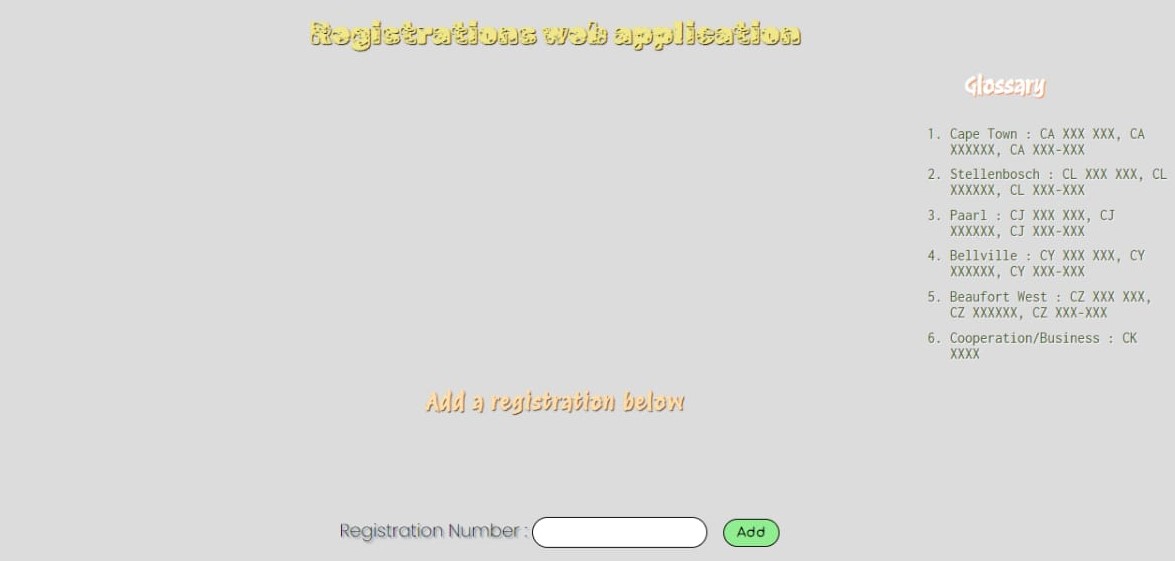 Registrations web application
Glossary
1. Cape Town : CA XXX XXX, CA
XXXXXX, CA XXX-XXX
2. Stellenbosch : CL XXX XXX, CL
XXXXXX, CL XXX-XXX
3. Paarl : CJ XXX XXX, CJ
XXXXXX, CJ XXX-XXX
4. Bellville : CY XXX XXX, CY
XXXXXX, CY XXX-XXX
5. Beaufort West : CZ XXX XXX,
CZ XXXXXX, CZ XXX-XXX
6. Cooperation/Business : CK
XXXX
Add a registration below
Registration Number : Add